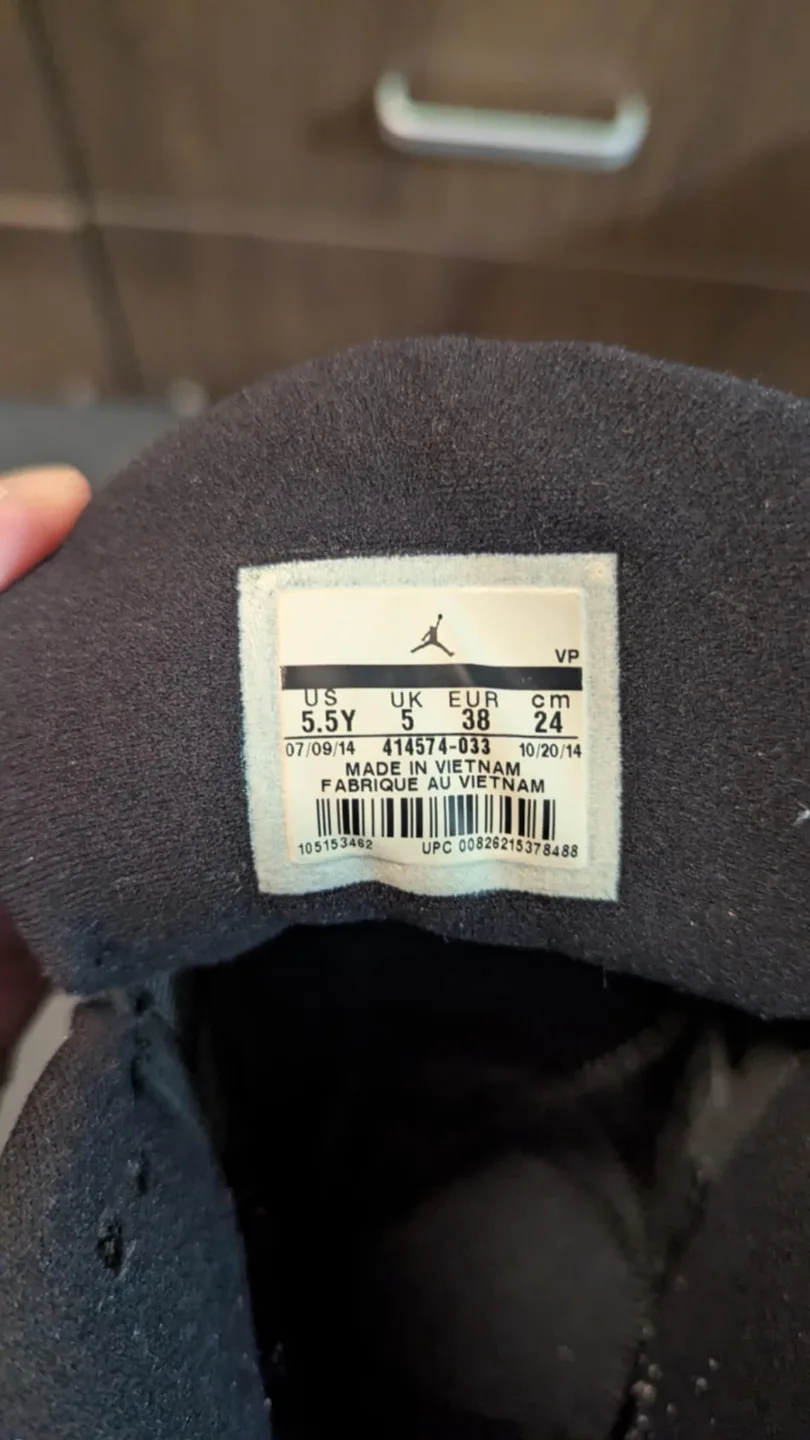 VP
US UK EUR cm
5.5Y 5 38 24
07/09/14 414574-033 10/20/14
MADE IN VIETNAM
FABRIQUE AU VIETNAM
105153462 UPC 00826215378488